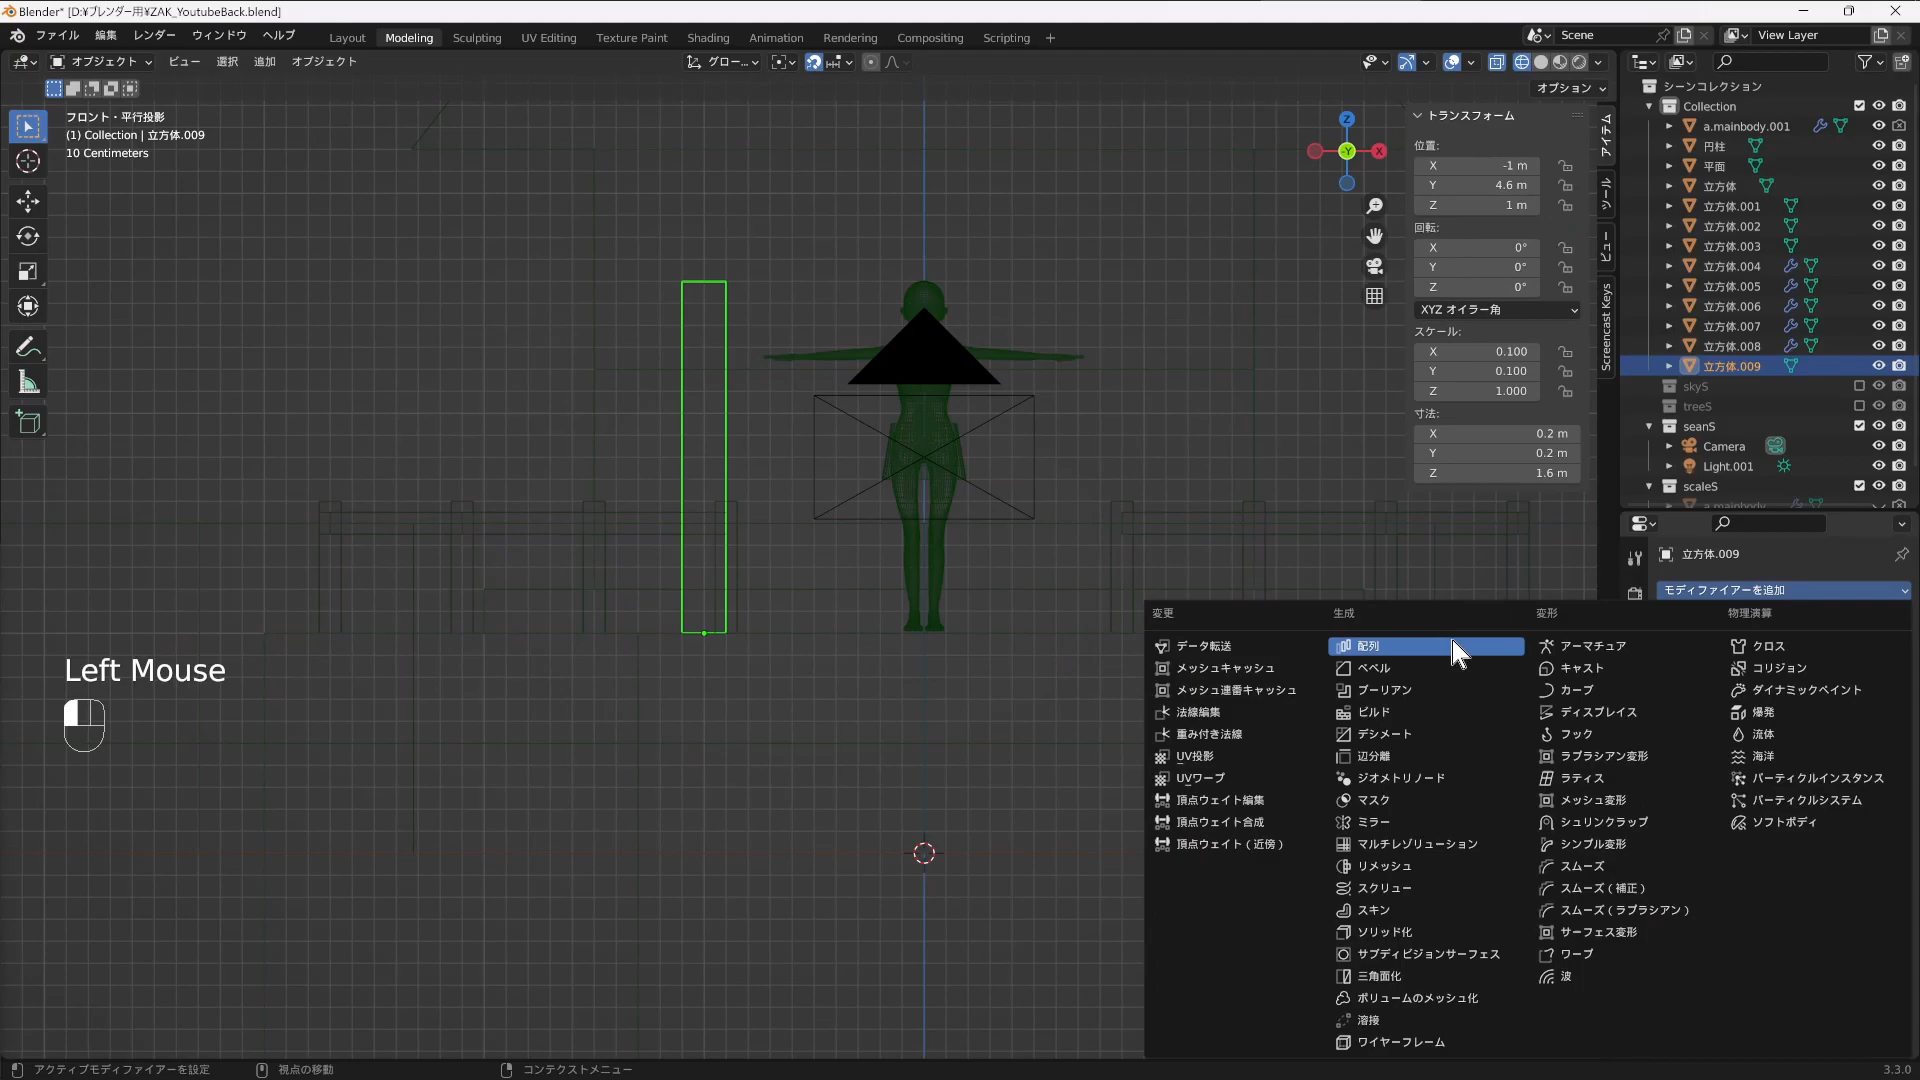 Blender* [D:¥ブレンダー用¥ZAK_YoutubeBack.blend]
ファイル 編集 レンダー ウィンドウ ヘルプ Layout Modeling Sculpting UV Editing Texture Paint Shading Animation Rendering Compositing Scripting + Scene View Layer
オブジェクト ビュー 選択 追加 オブジェクト グロー...
オプション
フロント・平行投影
(1) Collection | 立方体.009
10 Centimeters
Z
-Y
X
トランスフォーム
位置:
X -1 m
Y 4.6 m
Z 1 m
回転:
X 0°
Y 0°
Z 0°
XYZ オイラー角
スケール:
X 0.100
Y 0.100
Z 1.000
寸法:
X 0.2 m
Y 0.2 m
Z 1.6 m
アイテム
ツール
ビュー
Screencast Keys
シーンコレクション
Collection
a.mainbody.001
円柱
平面
立方体
立方体.001
立方体.002
立方体.003
立方体.004
立方体.005
立方体.006
立方体.007
立方体.008
立方体.009
skyS
treeS
seanS
Camera
Light.001
scaleS
a.mainbody
立方体.009
モディファイアーを追加
変更
データ転送
メッシュキャッシュ
メッシュ連番キャッシュ
法線編集
重み付き法線
UV投影
UVワープ
頂点ウェイト編集
頂点ウェイト合成
頂点ウェイト(近傍)
生成
配列
ベベル
ブーリアン
ビルド
デシメート
辺分離
ジオメトリノード
マスク
ミラー
マルチレゾリューション
リメッシュ
スクリュー
スキン
ソリッド化
サブディビジョンサーフェス
三角面化
ボリュームのメッシュ化
溶接
ワイヤーフレーム
変形
アーマチュア
キャスト
カーブ
ディスプレイス
フック
ラプラシアン変形
ラティス
メッシュ変形
シュリンクラップ
シンプル変形
スムーズ
スムーズ(補正)
スムーズ(ラプラシアン)
サーフェス変形
ワープ
波
物理演算
クロス
コリジョン
ダイナミックペイント
爆発
流体
海洋
パーティクルインスタンス
パーティクルシステム
ソフトボディ
Left Mouse
アクティブモディファイアーを設定 視点の移動 コンテクストメニュー 3.3.0